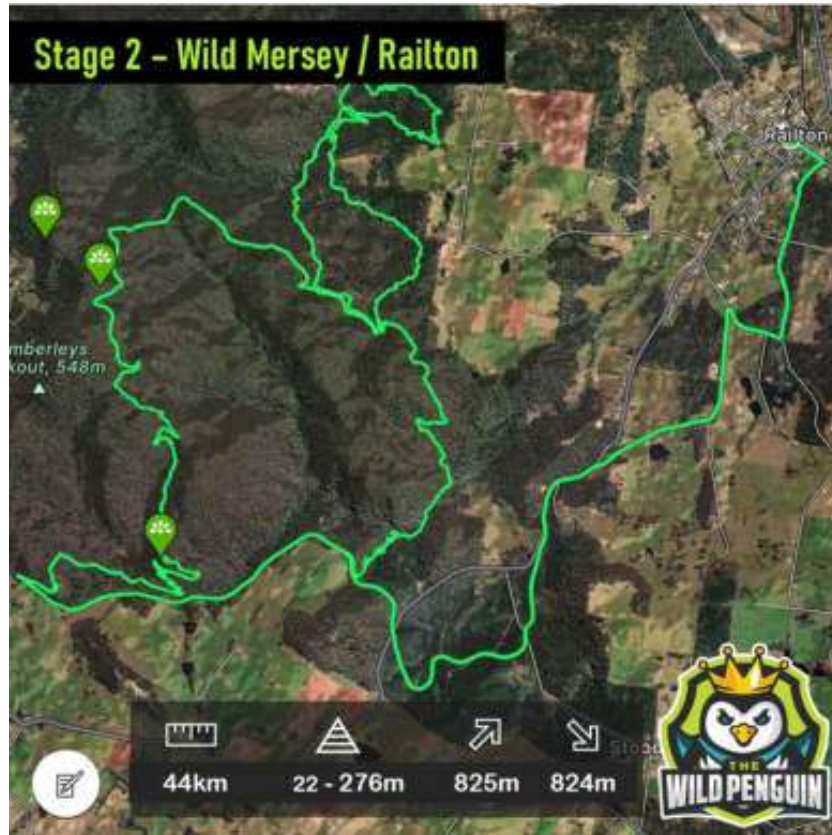 Stage 2 – Wild Mersey / Railton
Railton
mberleys
kout, 548m
44km
22 - 276m
825m
824m
THE
WILD PENGUIN